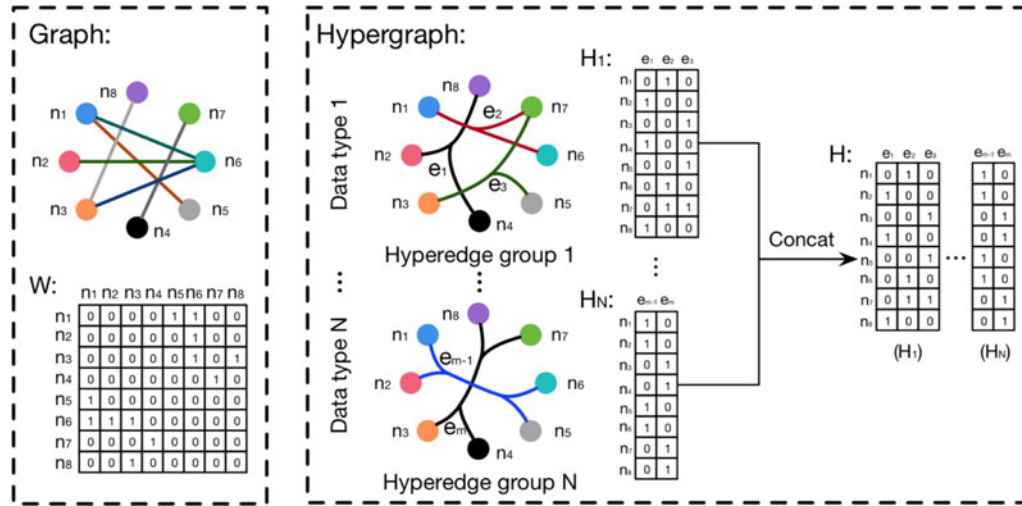 Graph:
n8
n1
n7
n2
n6
n3
n5
n4
W:
n1 n2 n3 n4 n5 n6 n7 n8
n1 0 0 0 0 1 1 0 0
n2 0 0 0 0 0 1 0 0
n3 0 0 0 0 0 1 0 1
n4 0 0 0 0 0 0 1 0
n5 1 0 0 0 0 0 0 0
n6 1 1 1 0 0 0 0 0
n7 0 0 0 1 0 0 0 0
n8 0 0 1 0 0 0 0 0
Hypergraph:
Data type 1
n8
n1
n7
e2
n2
e1
n6
e3
n3
n5
n4
Hyperedge group 1
...
...
Data type N
n8
n1
n7
em-1
n2
n6
n3
em
n5
n4
Hyperedge group N
H1:
e1 e2 e3
n1 0 1 0
n2 1 0 0
n3 0 0 1
n4 1 0 0
n5 0 0 1
n6 0 1 0
n7 0 1 1
n8 1 0 0
...
HN:
em-1 em
n1 1 0
n2 1 0
n3 0 1
n4 0 1
n5 1 0
n6 1 0
n7 0 1
n8 0 1
Concat
H:
e1 e2 e3 em-1 em
n1 0 1 0 1 0
n2 1 0 0 1 0
n3 0 0 1 0 1
n4 1 0 0 0 1
n5 0 0 1 ... 1 0
n6 0 1 0 1 0
n7 0 1 1 0 1
n8 1 0 0 0 1
(H1) (HN)